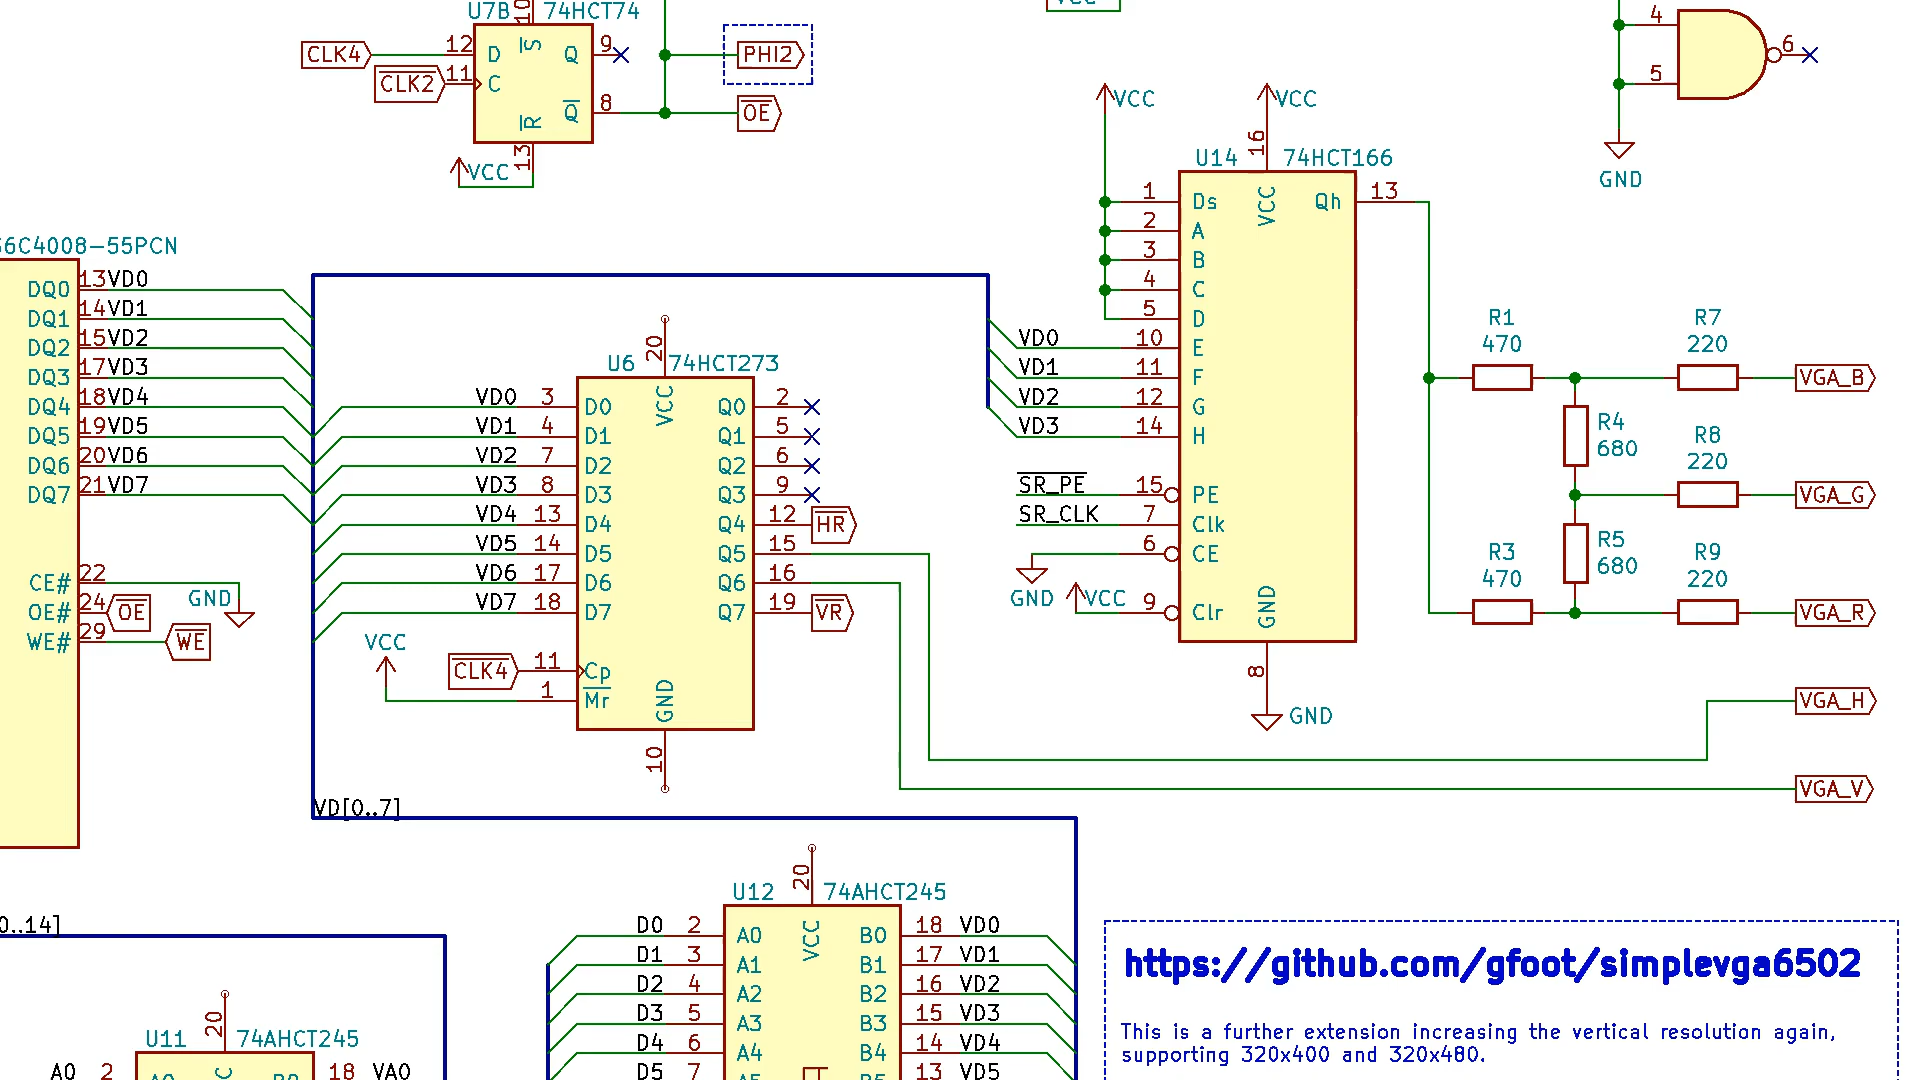 U7B 10 74HCT74
VCC
CLK4 12 D S Q 9
CLK2 11 C
R Q 8
13
VCC
PHI2
OE
4
5
6
GND
VCC
VCC
16
U14 74HCT166
1 Ds VCC Qh 13
2 A
3 B
4 C
5 D
VD0 10 E
VD1 11 F
VD2 12 G
VD3 14 H
SR_PE 15 PE
SR_CLK 7 Clk
6 CE
GND
VCC 9 Clr
GND
8
GND
6C4008-55PCN
DQ0 13 VD0
DQ1 14 VD1
DQ2 15 VD2
DQ3 17 VD3
DQ4 18 VD4
DQ5 19 VD5
DQ6 20 VD6
DQ7 21 VD7
CE# 22
GND
OE# 24 OE
WE# 29 WE
20
U6 74HCT273
VCC
VD0 3 D0 Q0 2
VD1 4 D1 Q1 5
VD2 7 D2 Q2 6
VD3 8 D3 Q3 9
VD4 13 D4 Q4 12 HR
VD5 14 D5 Q5 15
VD6 17 D6 Q6 16
VD7 18 D7 Q7 19 VR
VCC
CLK4 11 Cp
1 Mr
GND
10
R1
470
R7
220
VGA_B
R4
680
R8
220
VGA_G
R3
470
R5
680
R9
220
VGA_R
VGA_H
VGA_V
VD[0..7]
0..14]
20
U11 74AHCT245
A0 2 A0 B0 18 VA0
20
U12 74AHCT245
VCC
D0 2 A0 B0 18 VD0
D1 3 A1 B1 17 VD1
D2 4 A2 B2 16 VD2
D3 5 A3 B3 15 VD3
D4 6 A4 B4 14 VD4
D5 7 A5 B5 13 VD5
https://github.com/gfoot/simplevga6502
This is a further extension increasing the vertical resolution again,
supporting 320x400 and 320x480.